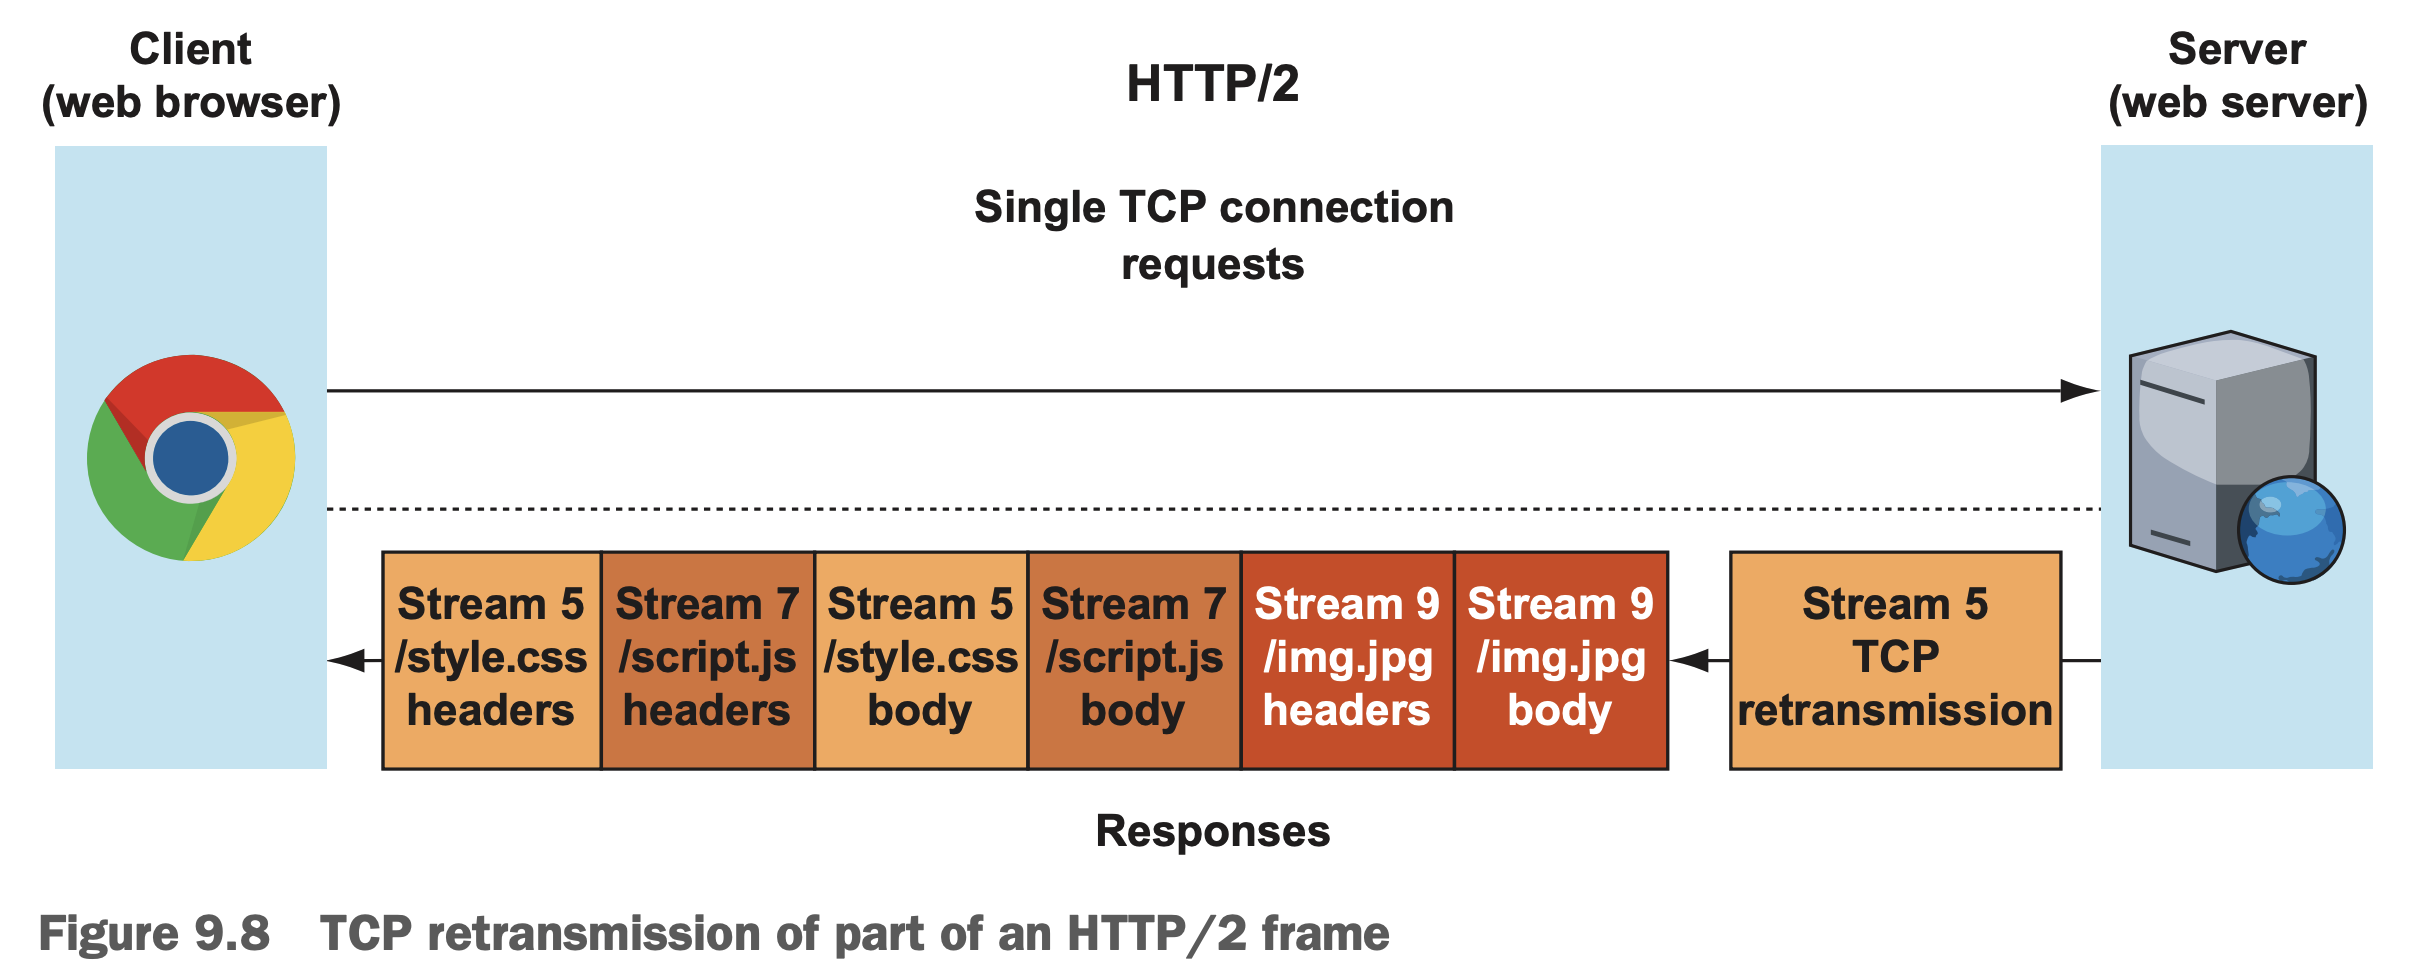 Client
(web browser)
HTTP/2
Server
(web server)
Single TCP connection
requests
Stream 5
/style.css
headers
Stream 7
/script.js
headers
Stream 5
/style.css
body
Stream 7
/script.js
body
Stream 9
/img.jpg
headers
Stream 9
/img.jpg
body
Stream 5
TCP
retransmission
Responses
Figure 9.8 TCP retransmission of part of an HTTP/2 frame